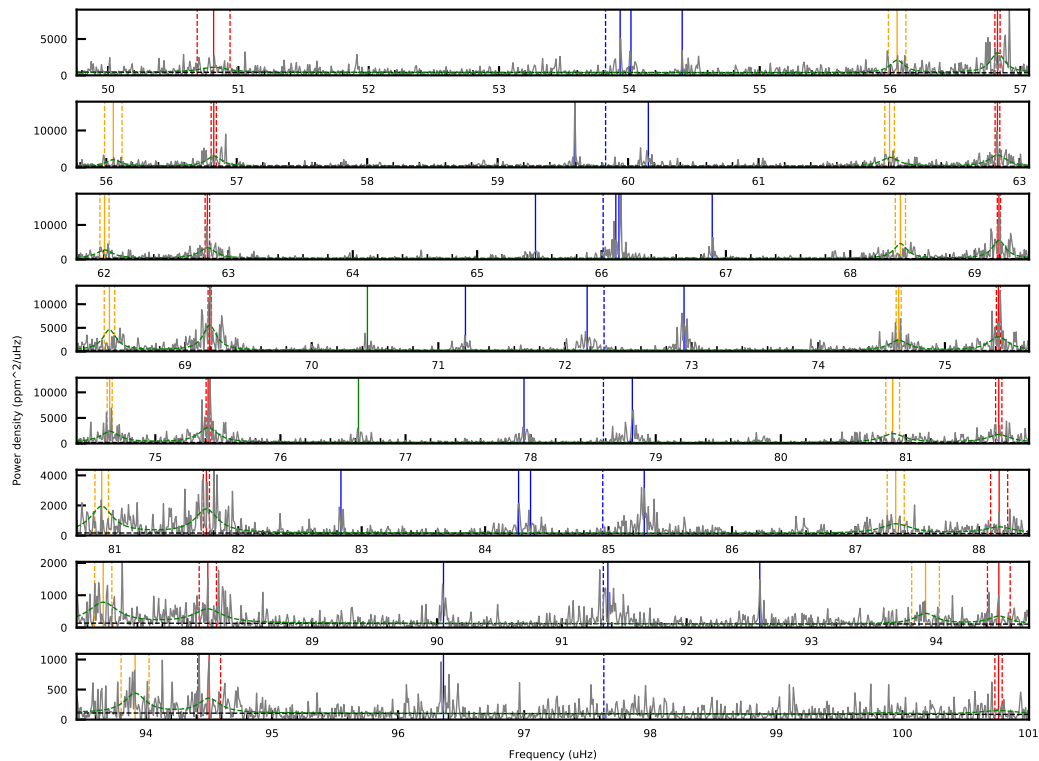 5000
0
50 51 52 53 54 55 56 57
10000
0
56 57 58 59 60 61 62 63
10000
0
62 63 64 65 66 67 68 69
10000
5000
0
69 70 71 72 73 74 75
10000
5000
0
75 76 77 78 79 80 81
4000
2000
0
81 82 83 84 85 86 87 88
2000
1000
0
88 89 90 91 92 93 94
1000
500
0
94 95 96 97 98 99 100 101
Power density (ppm^2/uHz)
Frequency (uHz)